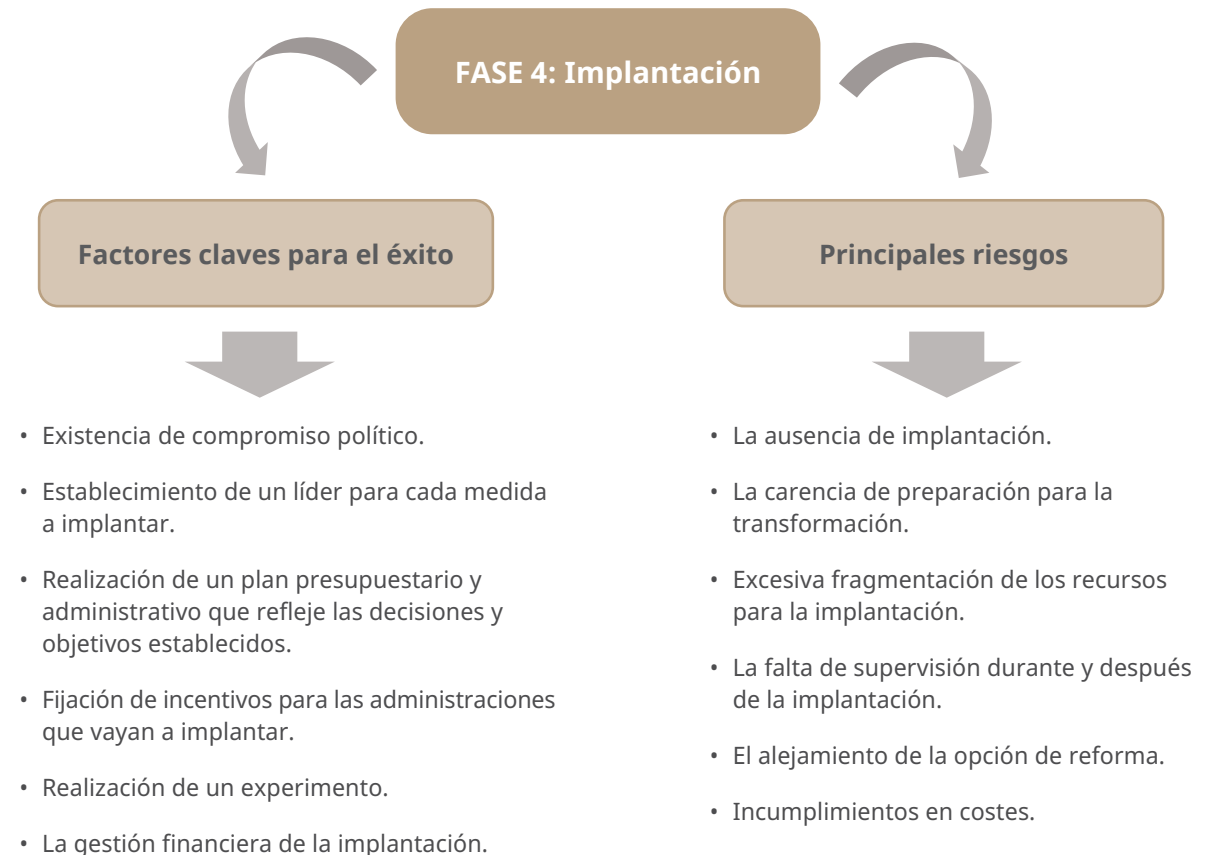 FASE 4: Implantación
Factores claves para el éxito
• Existencia de compromiso político.
• Establecimiento de un líder para cada medida
a implantar.
• Realización de un plan presupuestario y
administrativo que refleje las decisiones y
objetivos establecidos.
• Fijación de incentivos para las administraciones
que vayan a implantar.
• Realización de un experimento.
• La gestión financiera de la implantación.
Principales riesgos
• La ausencia de implantación.
• La carencia de preparación para la
transformación.
• Excesiva fragmentación de los recursos
para la implantación.
• La falta de supervisión durante y después
de la implantación.
• El alejamiento de la opción de reforma.
• Incumplimientos en costes.